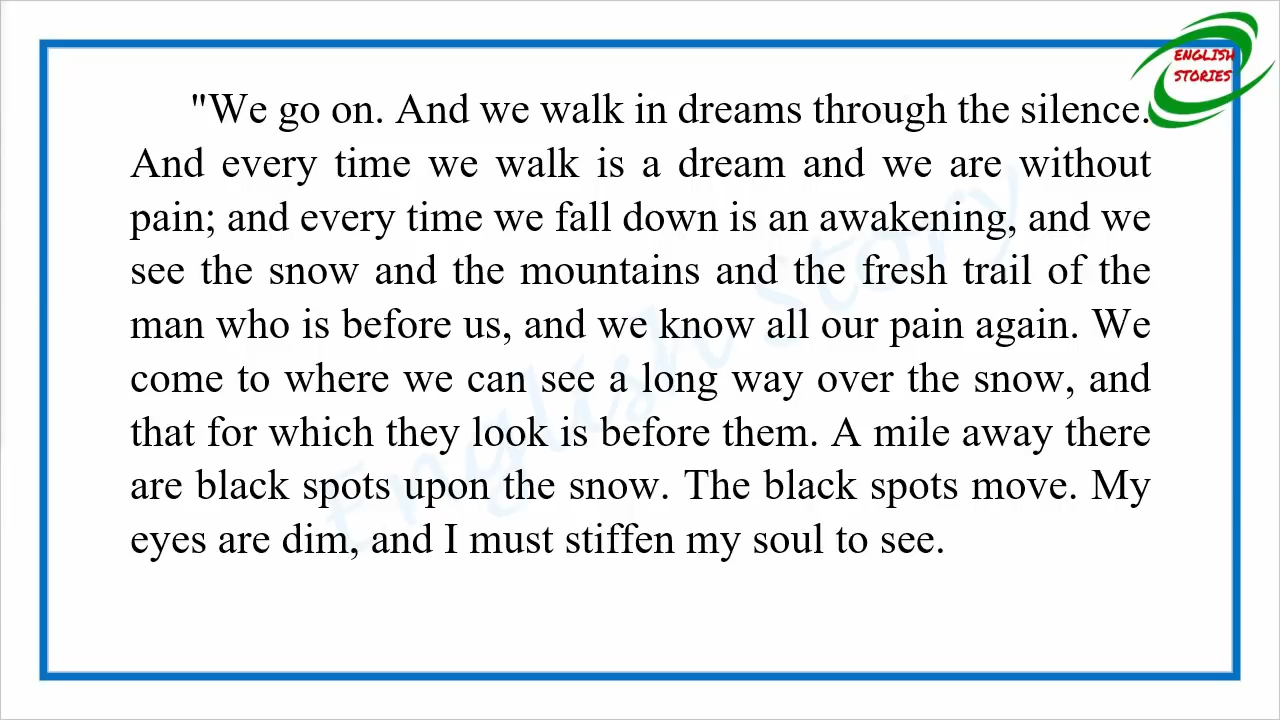 ENGLISH
STORIES
"We go on. And we walk in dreams through the silence.
And every time we walk is a dream and we are without
pain; and every time we fall down is an awakening, and we
see the snow and the mountains and the fresh trail of the
man who is before us, and we know all our pain again. We
come to where we can see a long way over the snow, and
that for which they look is before them. A mile away there
are black spots upon the snow. The black spots move. My
eyes are dim, and I must stiffen my soul to see.
English Story